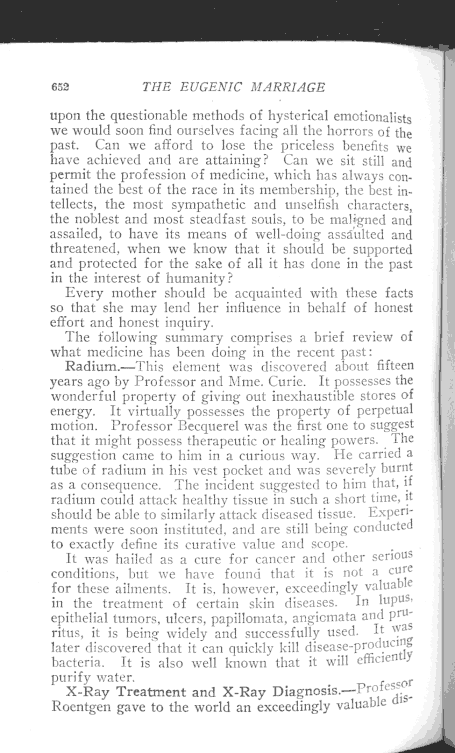 652 THE EUGENIC MARRIAGE
upon the questionable methods of hysterical emotionalists
we would soon find ourselves facing all the horrors of the
past. Can we afford to lose the priceless benefits we
have achieved and are attaining? Can we sit still and
permit the profession of medicine, which has always con-
tained the best of the race in its membership, the best in-
tellects, the most sympathetic and unselfish characters,
the noblest and most steadfast souls, to be maligned and
assailed, to have its means of well-doing assaulted and
threatened, when we know that it should be supported
and protected for the sake of all it has done in the past
in the interest of humanity?
Every mother should be acquainted with these facts
so that she may lend her influence in behalf of honest
effort and honest inquiry.
The following summary comprises a brief review of
what medicine has been doing in the recent past:
Radium.—This element was discovered about fifteen
years ago by Professor and Mme. Curie. It possesses the
wonderful property of giving out inexhaustible stores of
energy. It virtually possesses the property of perpetual
motion. Professor Becquerel was the first one to suggest
that it might possess therapeutic or healing powers. The
suggestion came to him in a curious way. He carried a
tube of radium in his vest pocket and was severely burnt
as a consequence. The incident suggested to him that, if
radium could attack healthy tissue in such a short time, it
should be able to similarly attack diseased tissue. Experi-
ments were soon instituted, and are still being conducted
to exactly define its curative value and scope.
It was hailed as a cure for cancer and other serious
conditions, but we have found that it is not a cure
for these ailments. It is, however, exceedingly valuable
in the treatment of certain skin diseases. In lupus,
epithelial tumors, ulcers, papillomata, angiomata and pru-
ritus, it is being widely and successfully used. It was
later discovered that it can quickly kill disease-producing
bacteria. It is also well known that it will efficiently
purify water.
X-Ray Treatment and X-Ray Diagnosis.—Professor
Roentgen gave to the world an exceedingly valuable dis-